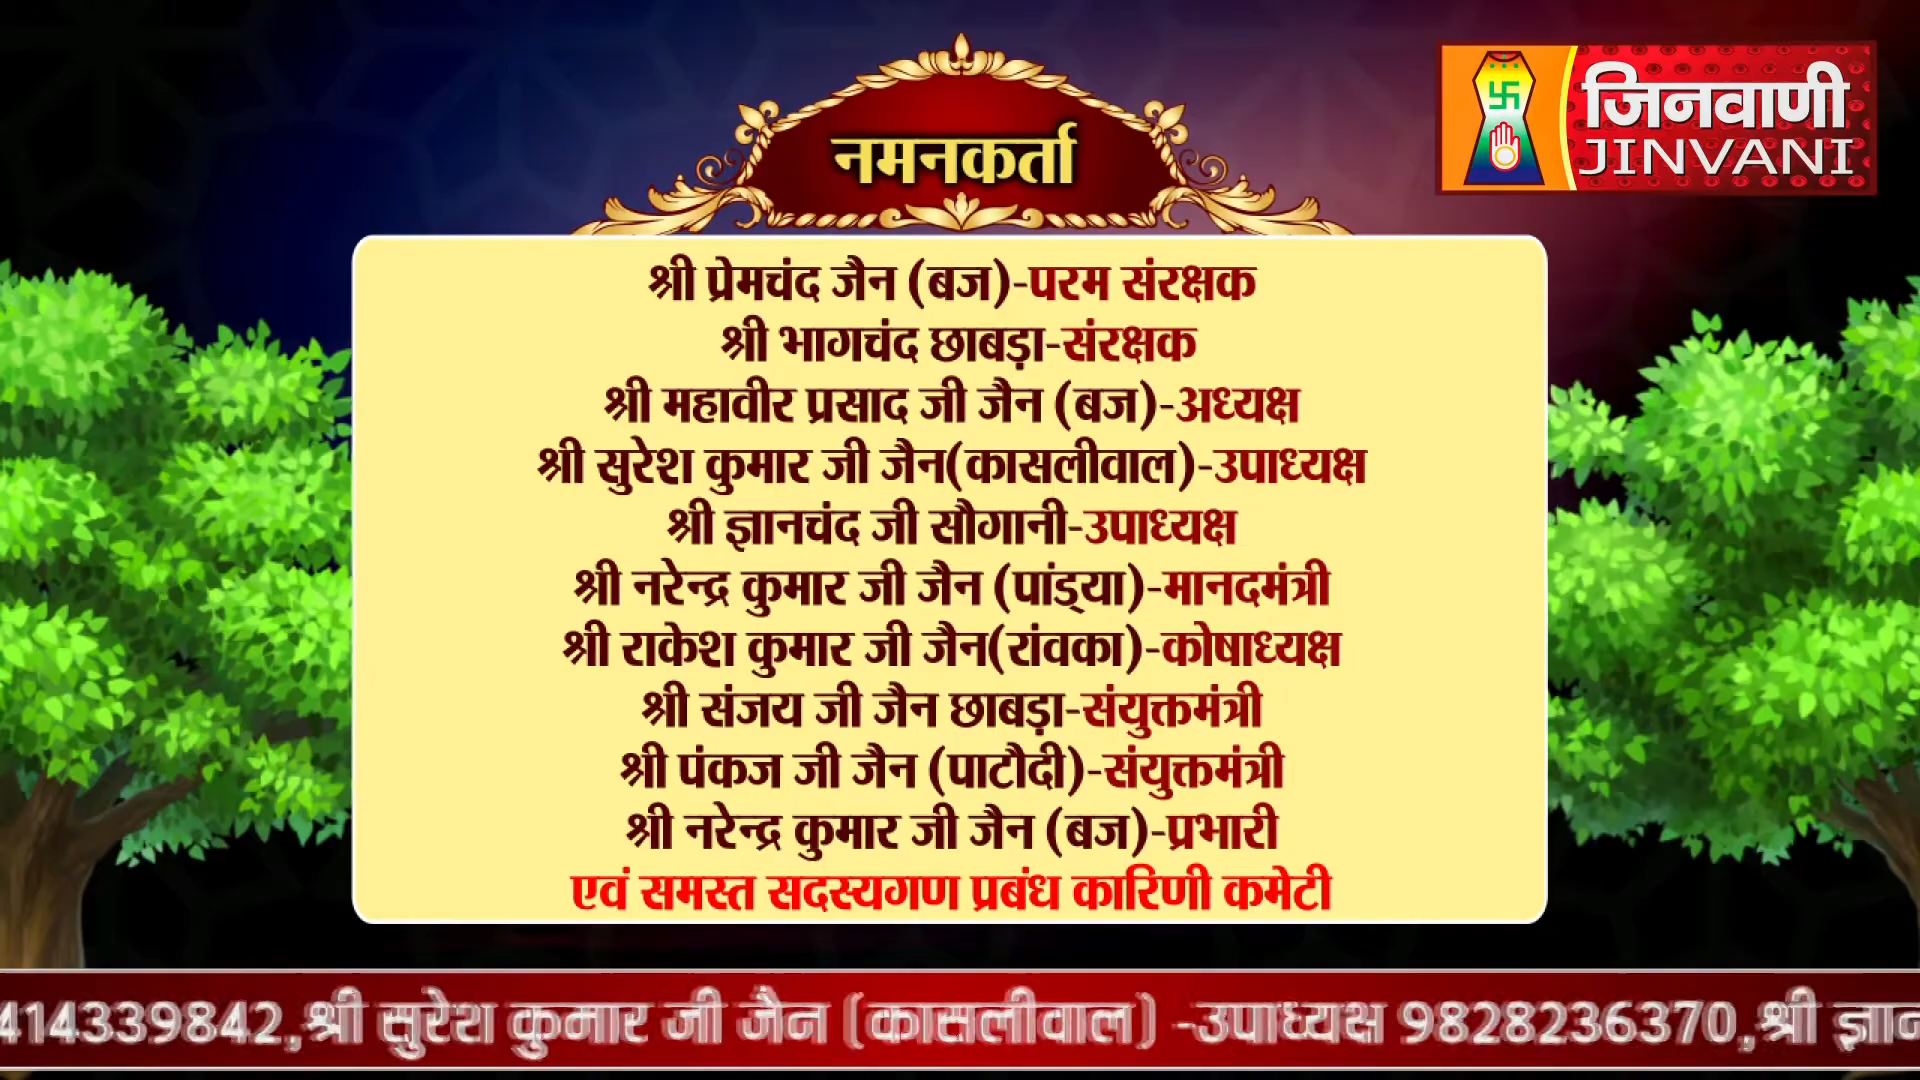 नमनकर्ता
जिनवाणी
JINVANI
श्री प्रेमचंद जैन (बज)-परम संरक्षक
श्री भागचंद छाबड़ा-संरक्षक
श्री महावीर प्रसाद जी जैन (बज)-अध्यक्ष
श्री सुरेश कुमार जी जैन(कासलीवाल)-उपाध्यक्ष
श्री ज्ञानचंद जी सौगानी-उपाध्यक्ष
श्री नरेन्द्र कुमार जी जैन (पांड्या)-मानदमंत्री
श्री राकेश कुमार जी जैन(रांवका)-कोषाध्यक्ष
श्री संजय जी जैन छाबड़ा-संयुक्तमंत्री
श्री पंकज जी जैन (पाटौदी)-संयुक्तमंत्री
श्री नरेन्द्र कुमार जी जैन (बज)-प्रभारी
एवं समस्त सदस्यगण प्रबंध कारिणी कमेटी
414339842,श्री सुरेश कुमार जी जैन (कासलीवाल) -उपाध्यक्ष 9828236370,श्री ज्ञान